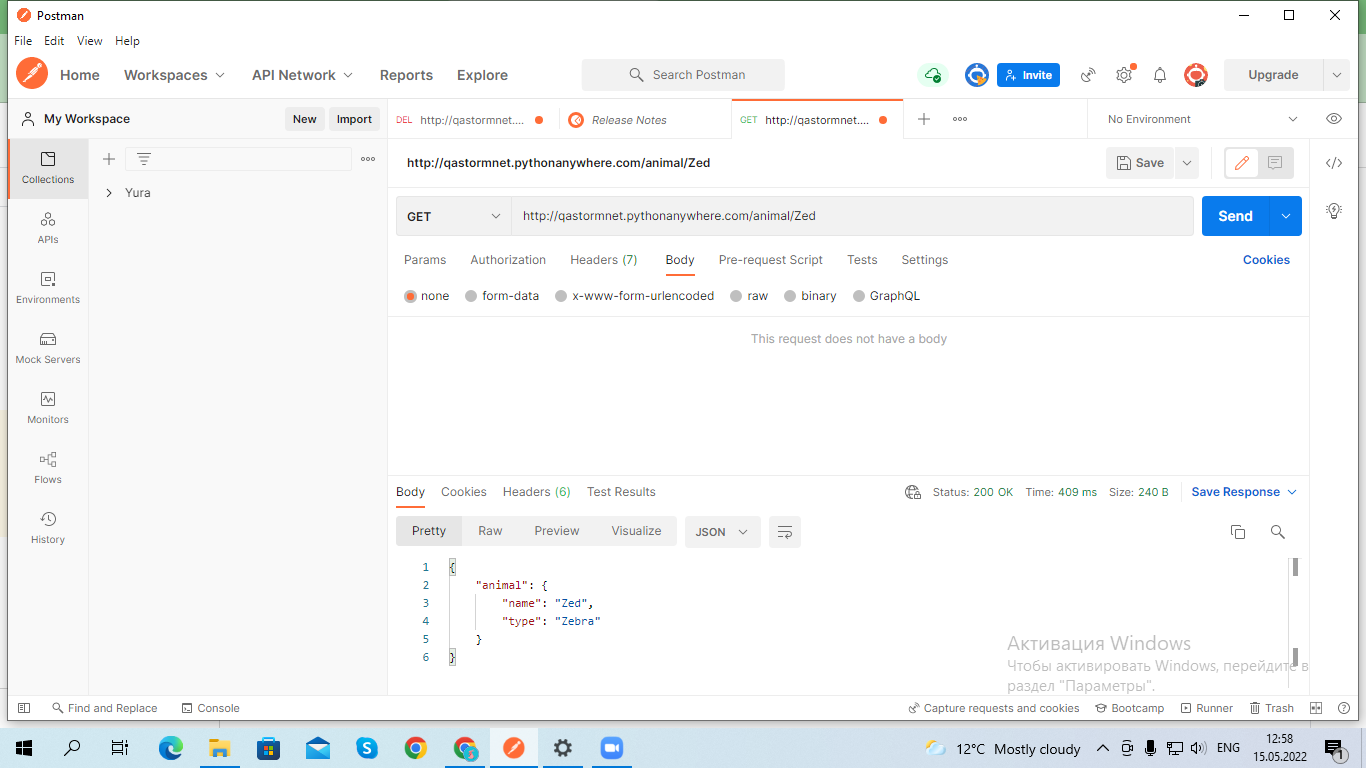 Postman
File Edit View Help
Home Workspaces API Network Reports Explore Search Postman Invite Upgrade
My Workspace New Import DEL http://qastormnet.... Release Notes GET http://qastormnet.... No Environment
http://qastormnet.pythonanywhere.com/animal/Zed Save
Collections
Yura
GET http://qastormnet.pythonanywhere.com/animal/Zed Send
APIs
Params Authorization Headers (7) Body Pre-request Script Tests Settings Cookies
Environments
none form-data x-www-form-urlencoded raw binary GraphQL
This request does not have a body
Mock Servers
Monitors
Flows
History
Body Cookies Headers (6) Test Results Status: 200 OK Time: 409 ms Size: 240 B Save Response
Pretty Raw Preview Visualize JSON
1 {
2 "animal": {
3 "name": "Zed",
4 "type": "Zebra"
5 }
6 }
Активация Windows
Чтобы активировать Windows, перейдите в
раздел "Параметры".
Find and Replace Console Capture requests and cookies Bootcamp Runner Trash
12°C Mostly cloudy ENG 12:58
15.05.2022
1